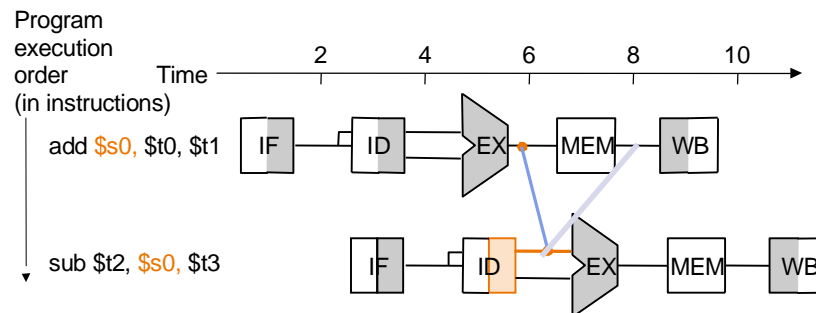 Program
execution
order
(in instructions)
Time
2 4 6 8 10
add $s0, $t0, $t1
IF ID EX MEM WB
sub $t2, $s0, $t3
IF ID EX MEM WB